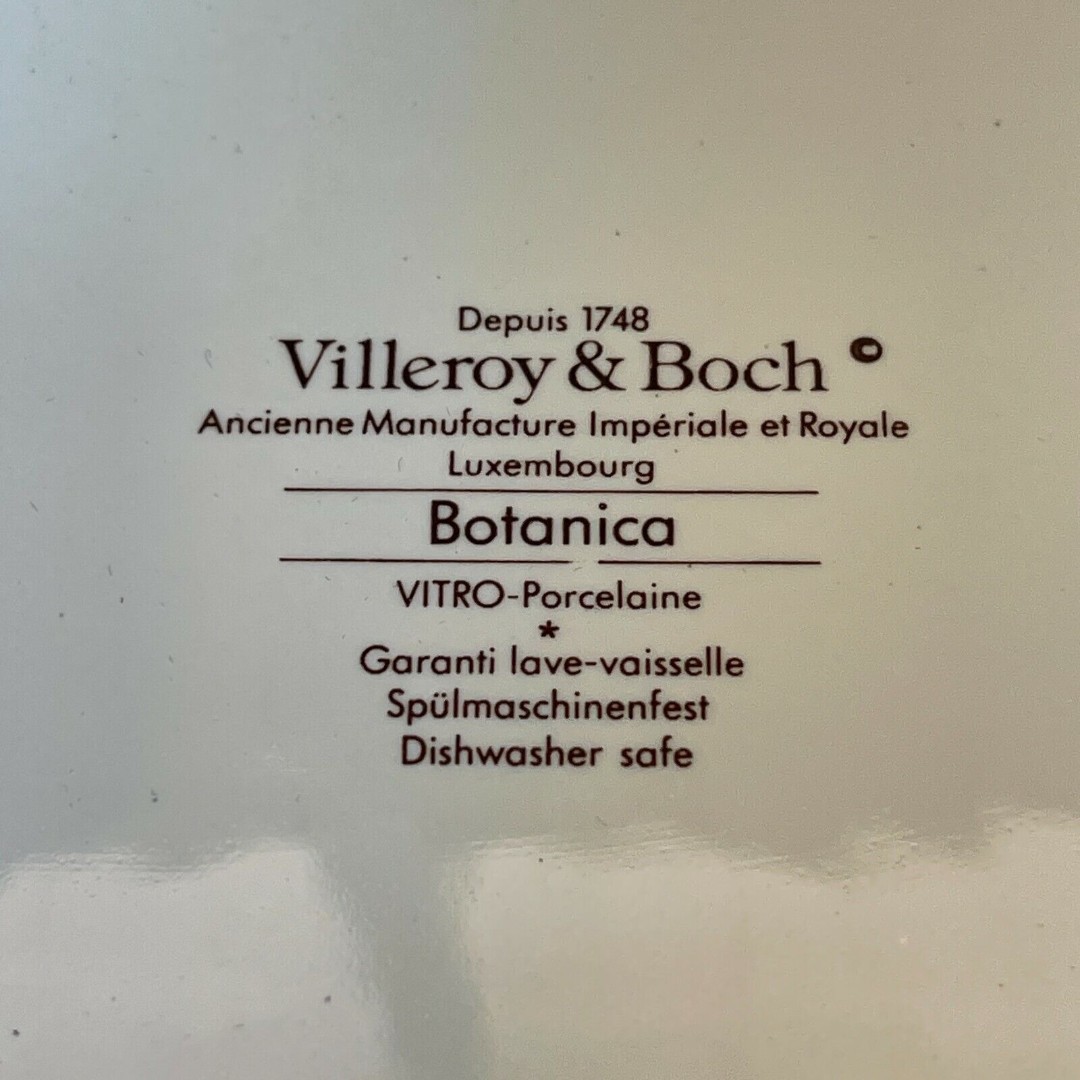 Depuis 1748
Villeroy & Boch ©
Ancienne Manufacture Impériale et Royale
Luxembourg
Botanica
VITRO-Porcelaine
*
Garanti lave-vaisselle
Spülmaschinenfest
Dishwasher safe